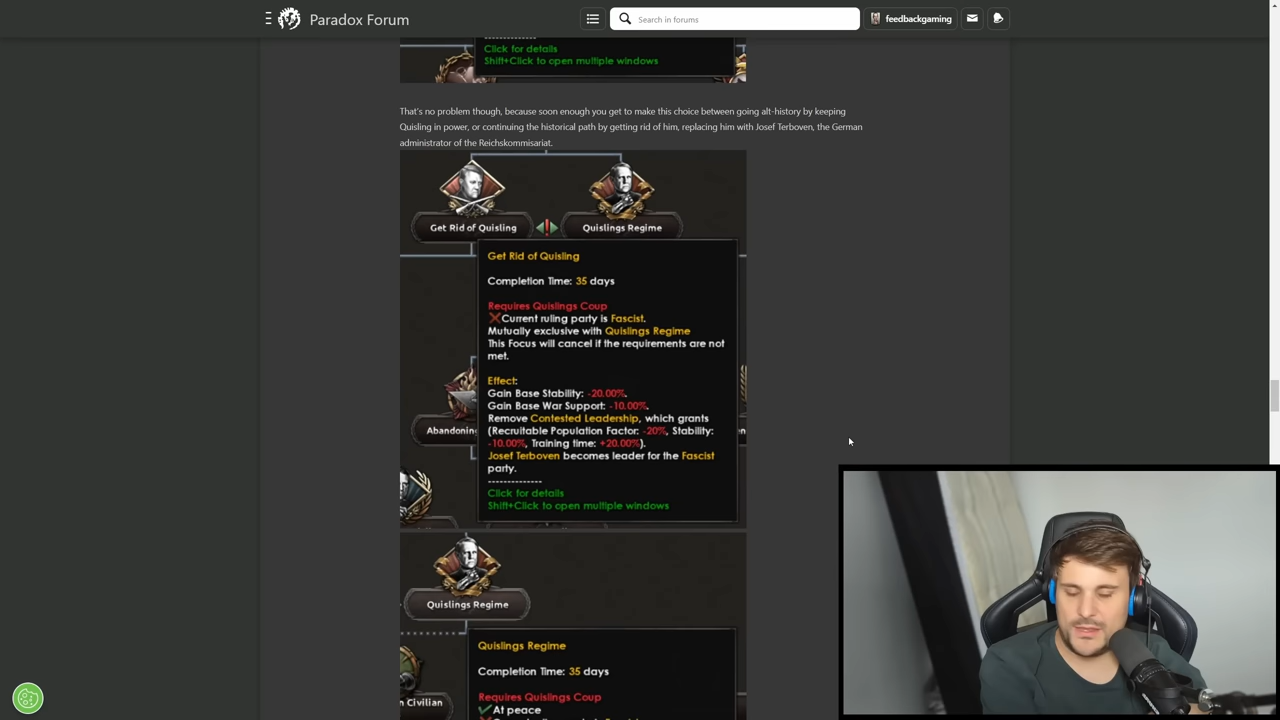 Paradox Forum
Search in forums
feedbackgaming
Click for details
Shift+Click to open multiple windows
That's no problem though, because soon enough you get to make this choice between going alt-history by keeping
Quisling in power, or continuing the historical path by getting rid of him, replacing him with Josef Terboven, the German
administrator of the Reichskommisariat.
Get Rid of Quisling
Quislings Regime
Get Rid of Quisling
Completion Time: 35 days
Requires Quislings Coup
Current ruling party is Fascist.
Mutually exclusive with Quislings Regime
This Focus will cancel if the requirements are not
met.
Effect:
Gain Base Stability: -20.00%.
Gain Base War Support: -10.00%.
Remove Contested Leadership, which grants
(Recruitable Population Factor: -20%, Stability:
-10.00%, Training time: +20.00%).
Josef Terboven becomes leader for the Fascist
party.
--------------
Click for details
Shift+Click to open multiple windows
Abandoning
Quislings Regime
Quislings Regime
Completion Time: 35 days
Requires Quislings Coup
At peace
n Civilian